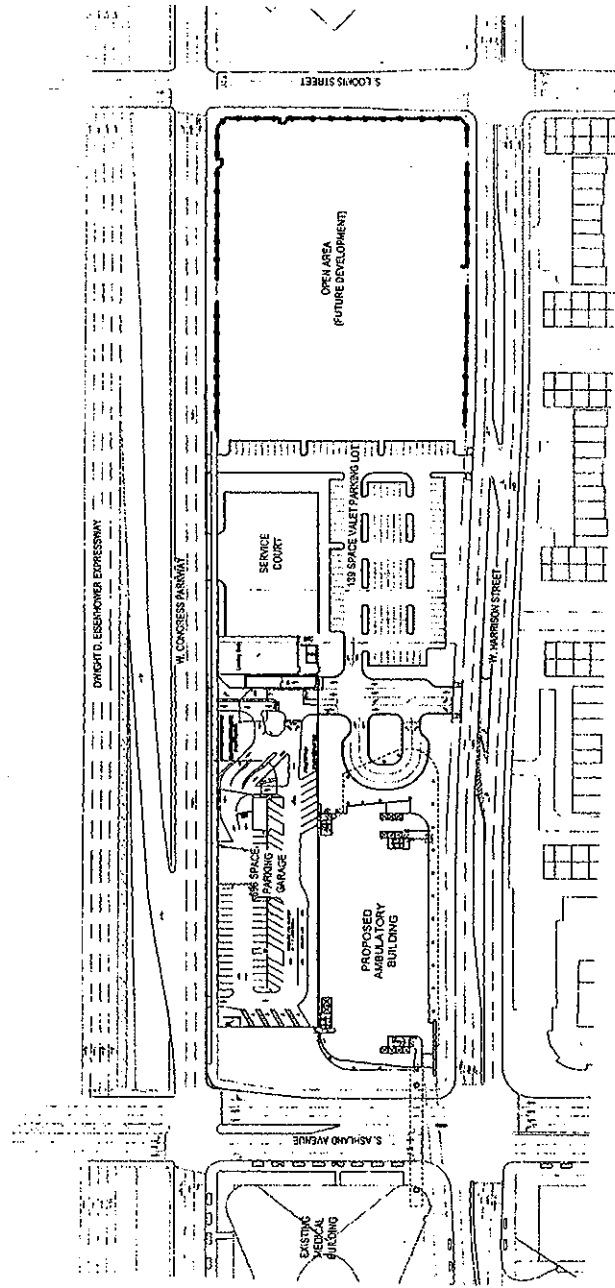 S. LOOMIS STREET
OPEN AREA
(FUTURE DEVELOPMENT)
DWIGHT D. EISENHOWER EXPRESSWAY
W. CONGRESS PARKWAY
SERVICE
COURT
139 SPACE VALET PARKING LOT
W. HARRISON STREET
SPACE
PARKING
GARAGE
PROPOSED
AMBULATORY
BUILDING
S. ASHLAND AVENUE
EXISTING
MEDICAL
BUILDING